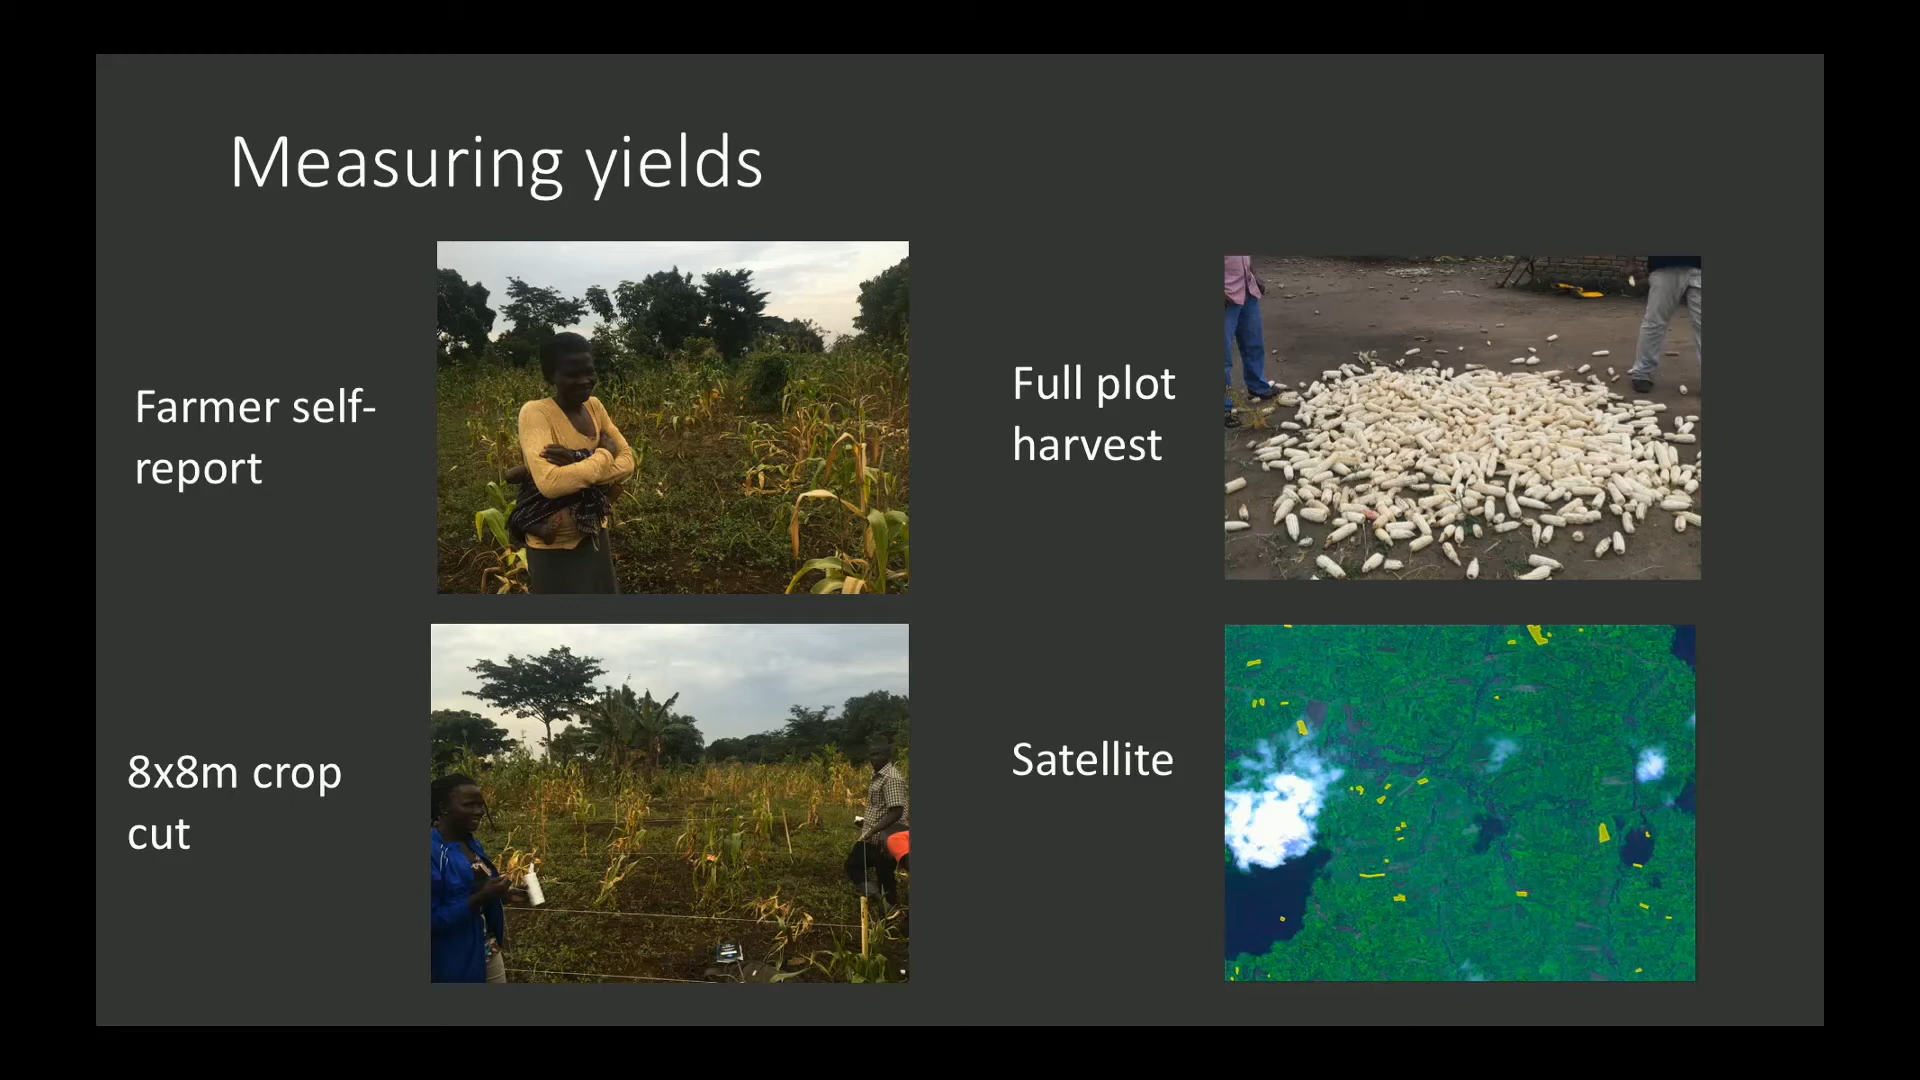 Measuring yields
Farmer self-
report
Full plot
harvest
8x8m crop
cut
Satellite